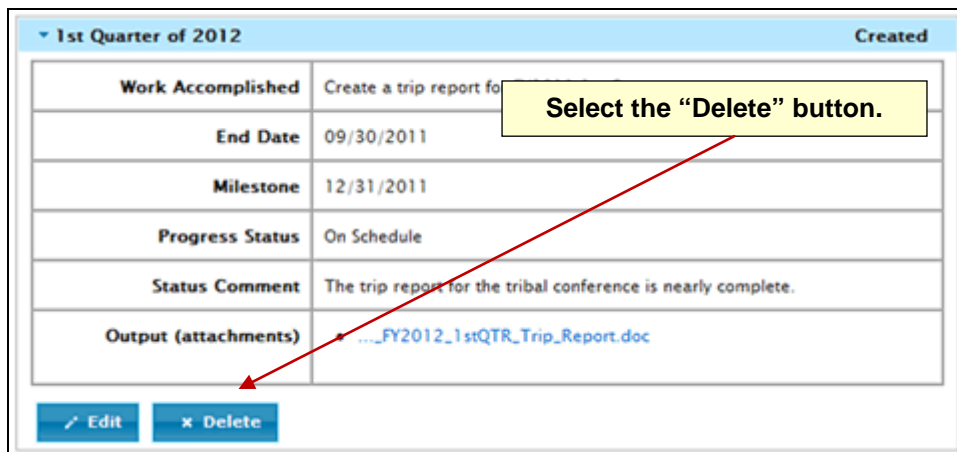 1st Quarter of 2012 Created
Work Accomplished Create a trip report fo
Select the “Delete” button.
End Date 09/30/2011
Milestone 12/31/2011
Progress Status On Schedule
Status Comment The trip report for the tribal conference is nearly complete.
Output (attachments) • ..._FY2012_1stQTR_Trip_Report.doc
Edit × Delete